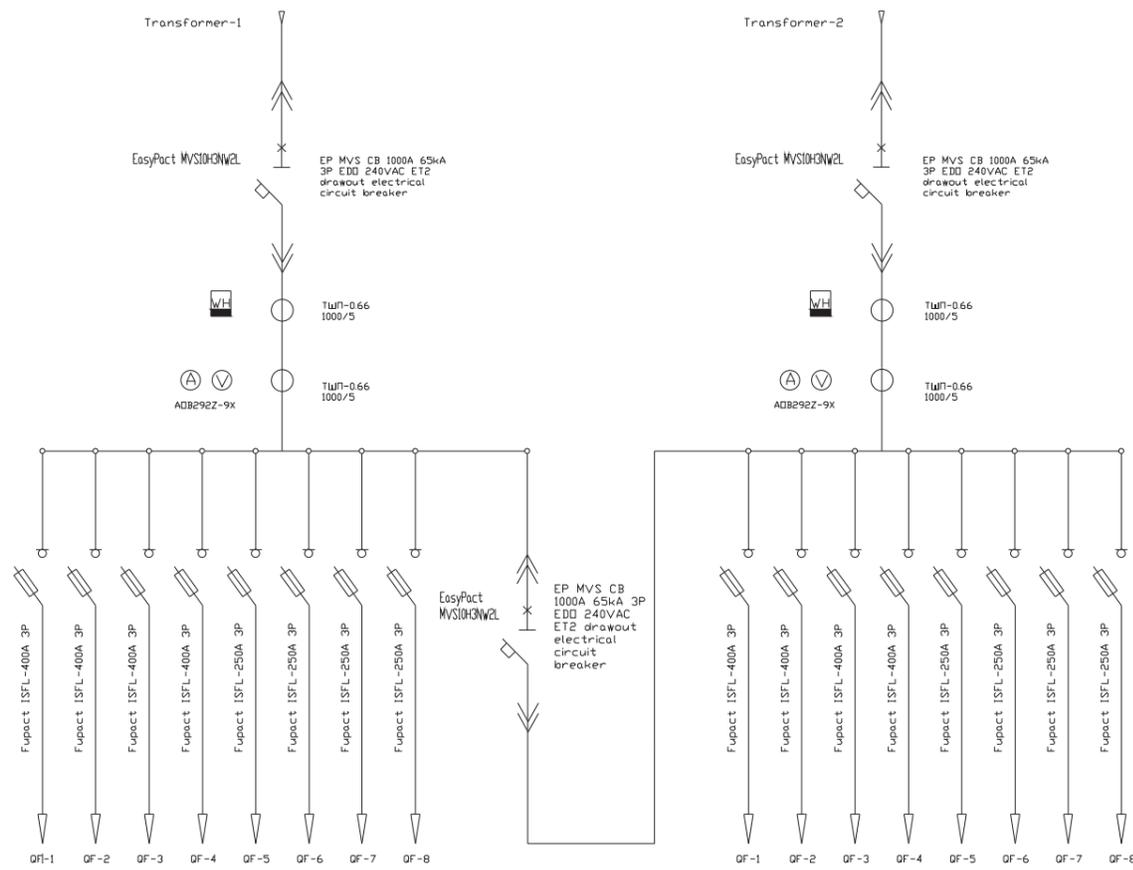 Transformer-1
Transformer-2
EasyPact MVS10H3NW2L
EP MVS CB 1000A 65kA
3P EDO 240VAC ET2
drawout electrical
circuit breaker
EasyPact MVS10H3NW2L
EP MVS CB 1000A 65kA
3P EDO 240VAC ET2
drawout electrical
circuit breaker
WH
ТШП-0.66
1000/5
WH
ТШП-0.66
1000/5
A V
ТШП-0.66
1000/5
AOB292Z-9X
A V
ТШП-0.66
1000/5
AOB292Z-9X
Fupact ISFL-400A 3P
Fupact ISFL-400A 3P
Fupact ISFL-400A 3P
Fupact ISFL-400A 3P
Fupact ISFL-250A 3P
Fupact ISFL-250A 3P
Fupact ISFL-250A 3P
Fupact ISFL-250A 3P
EasyPact
MVS10H3NW2L
EP MVS CB
1000A 65kA 3P
EDO 240VAC
ET2 drawout
electrical
circuit
breaker
Fupact ISFL-400A 3P
Fupact ISFL-400A 3P
Fupact ISFL-400A 3P
Fupact ISFL-400A 3P
Fupact ISFL-250A 3P
Fupact ISFL-250A 3P
Fupact ISFL-250A 3P
Fupact ISFL-250A 3P
QF1-1
QF-2
QF-3
QF-4
QF-5
QF-6
QF-7
QF-8
QF-1
QF-2
QF-3
QF-4
QF-5
QF-6
QF-7
QF-8